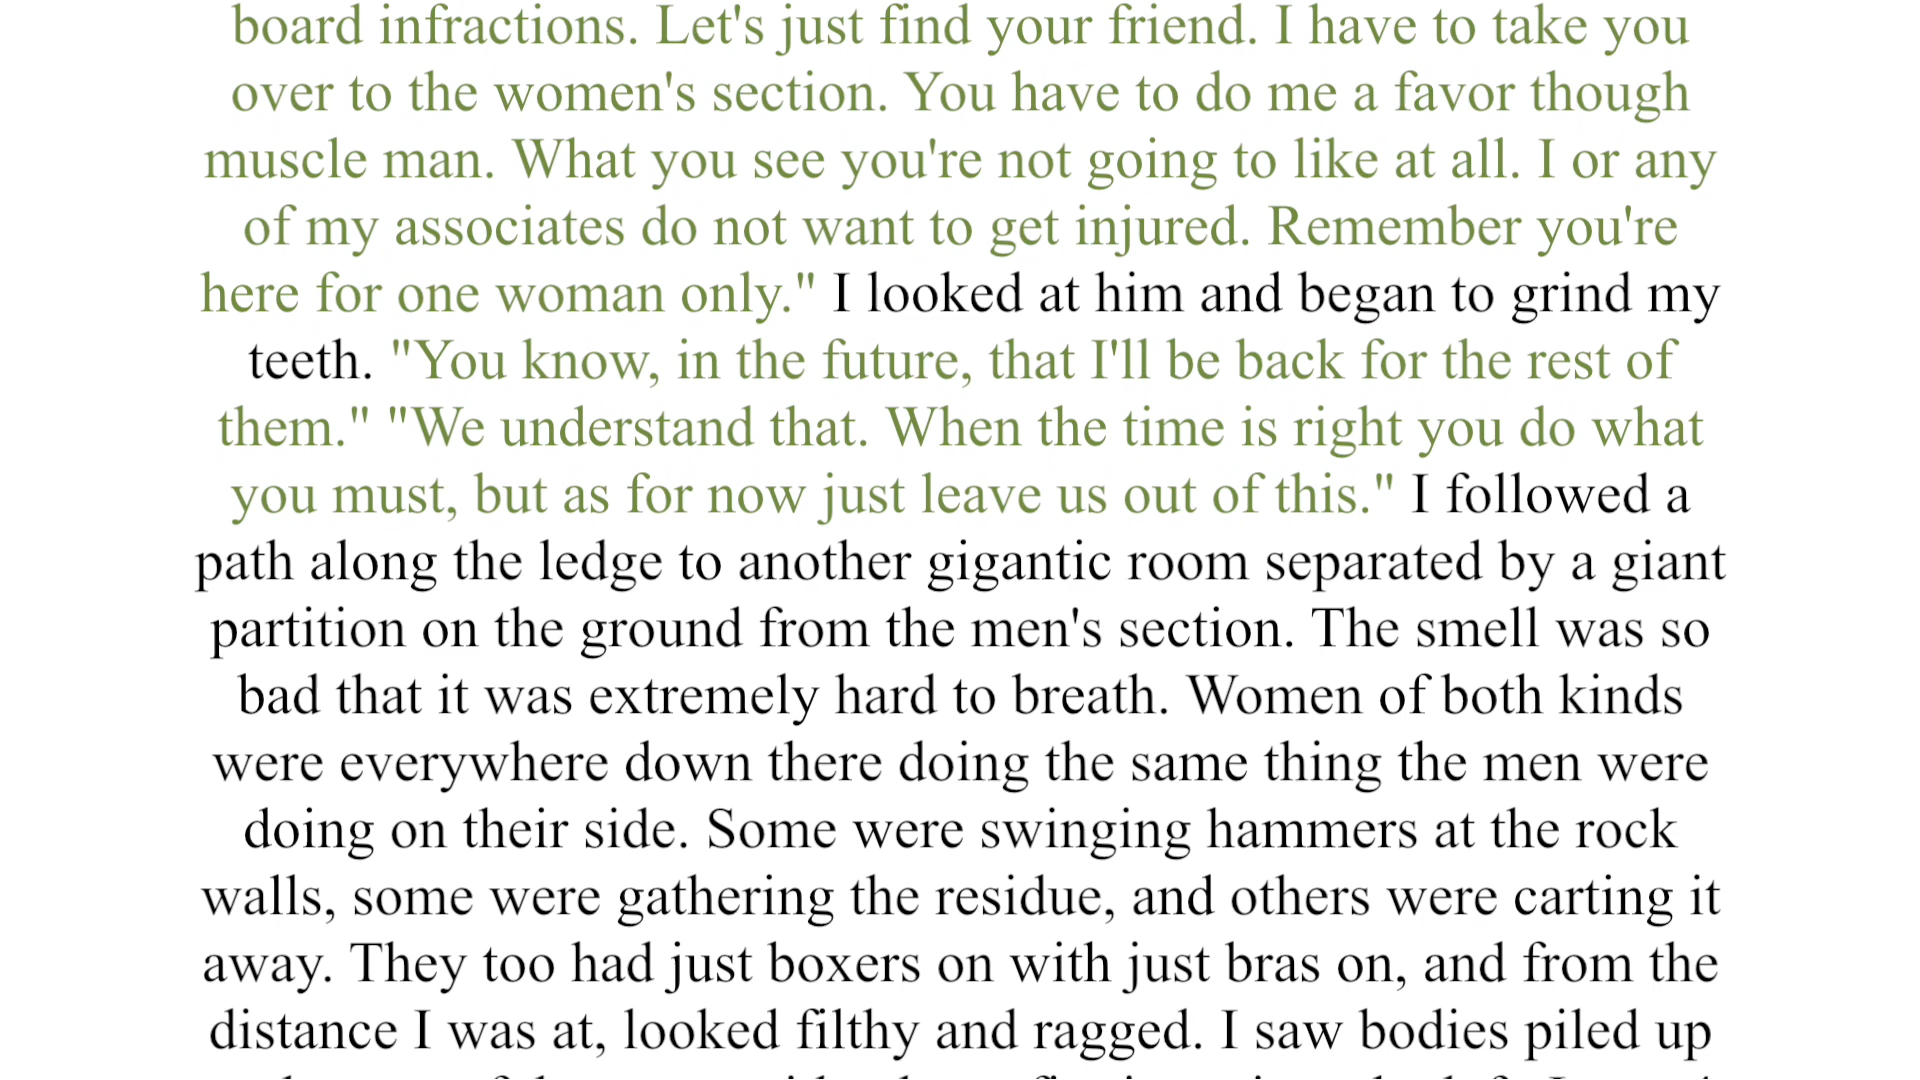 board infractions. Let's just find your friend. I have to take you
over to the women's section. You have to do me a favor though
muscle man. What you see you're not going to like at all. I or any
of my associates do not want to get injured. Remember you're
here for one woman only." I looked at him and began to grind my
teeth. "You know, in the future, that I'll be back for the rest of
them." "We understand that. When the time is right you do what
you must, but as for now just leave us out of this." I followed a
path along the ledge to another gigantic room separated by a giant
partition on the ground from the men's section. The smell was so
bad that it was extremely hard to breath. Women of both kinds
were everywhere down there doing the same thing the men were
doing on their side. Some were swinging hammers at the rock
walls, some were gathering the residue, and others were carting it
away. They too had just boxers on with just bras on, and from the
distance I was at, looked filthy and ragged. I saw bodies piled up